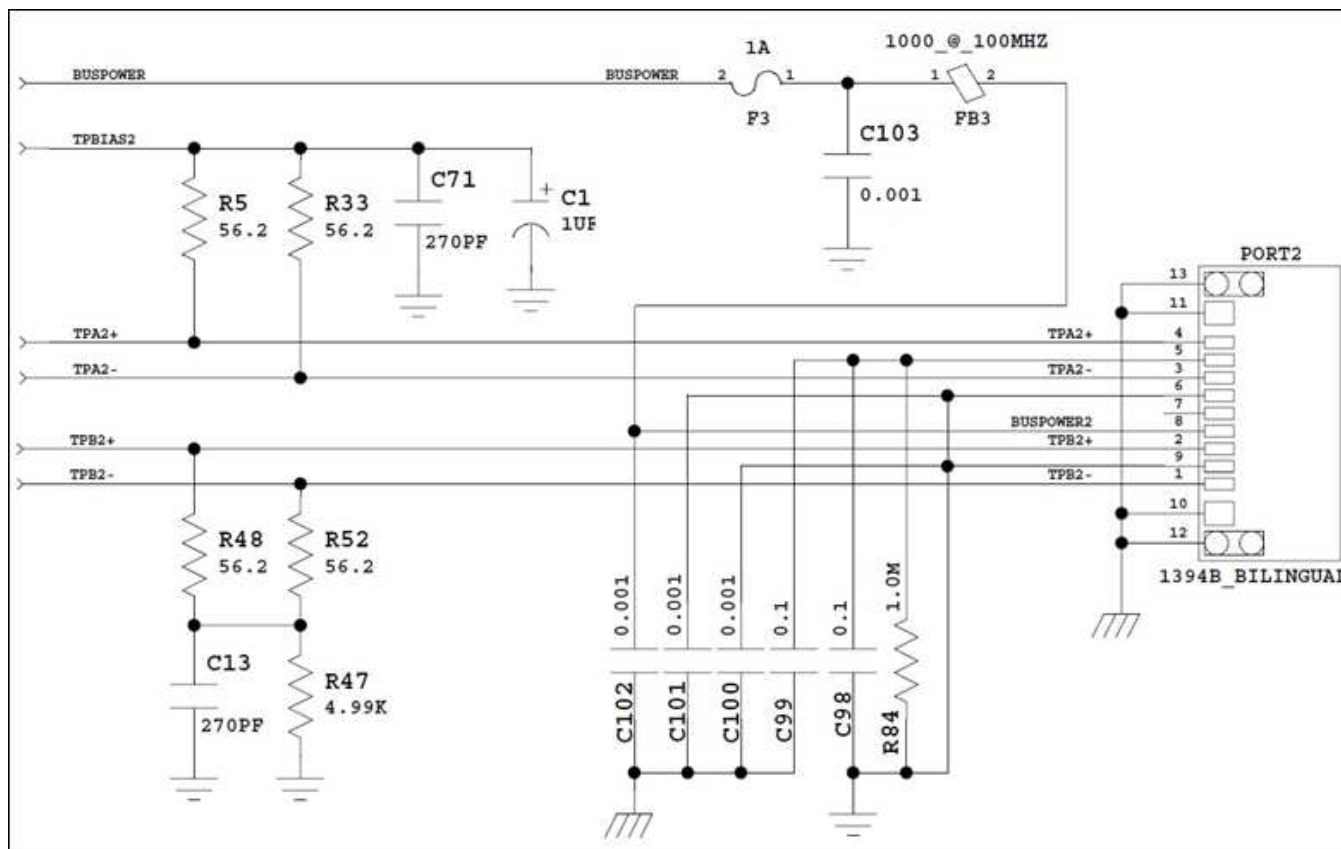 1A
1000_@_100MHZ
BUSPOWER
BUSPOWER
2
1
1
2
F3
FB3
TPBIAS2
C103
0.001
R5
56.2
R33
56.2
C71
270PF
+
C1
1UF
PORT2
13
11
TPA2+
TPA2+
4
5
TPA2-
TPA2-
3
6
7
BUSPOWER2
8
TPB2+
TPB2+
2
9
TPB2-
TPB2-
1
10
12
1394B_BILINGUAL
R48
56.2
R52
56.2
C13
270PF
R47
4.99K
0.001
0.001
0.001
0.1
0.1
1.0M
C102
C101
C100
C99
C98
R84